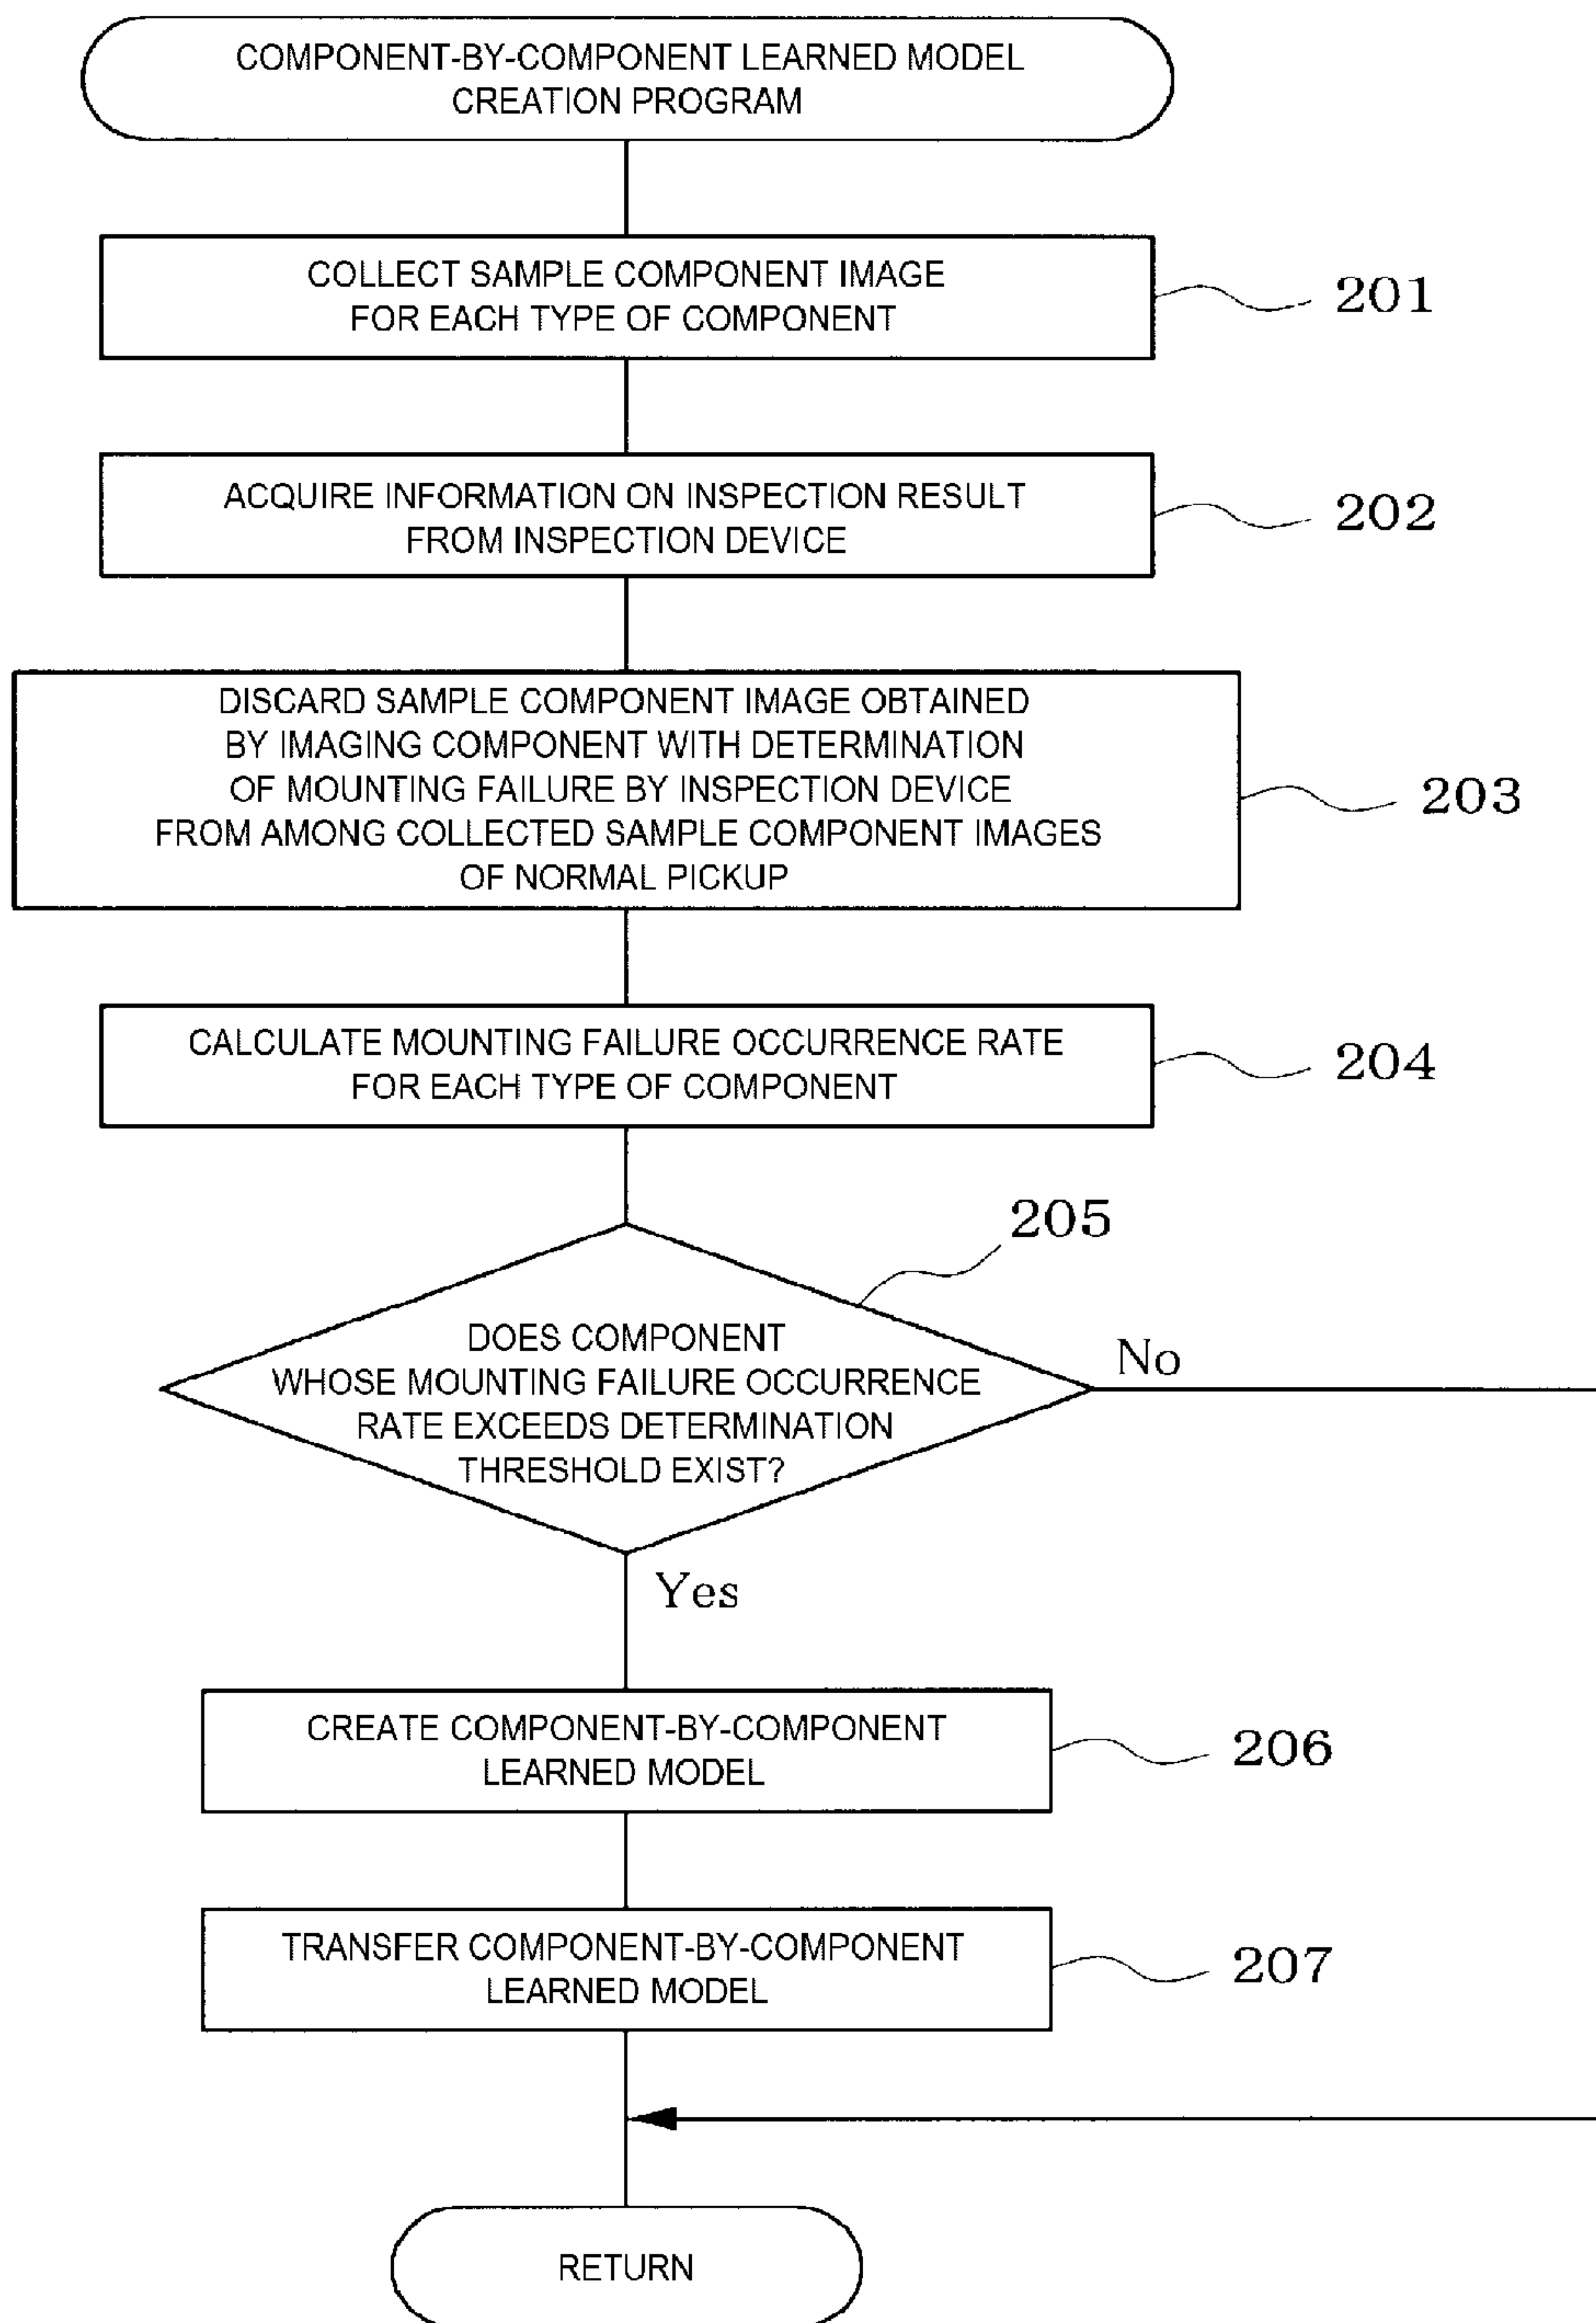 COMPONENT-BY-COMPONENT LEARNED MODEL
CREATION PROGRAM
COLLECT SAMPLE COMPONENT IMAGE
FOR EACH TYPE OF COMPONENT
201
ACQUIRE INFORMATION ON INSPECTION RESULT
FROM INSPECTION DEVICE
202
DISCARD SAMPLE COMPONENT IMAGE OBTAINED
BY IMAGING COMPONENT WITH DETERMINATION
OF MOUNTING FAILURE BY INSPECTION DEVICE
FROM AMONG COLLECTED SAMPLE COMPONENT IMAGES
OF NORMAL PICKUP
203
CALCULATE MOUNTING FAILURE OCCURRENCE RATE
FOR EACH TYPE OF COMPONENT
204
205
DOES COMPONENT
WHOSE MOUNTING FAILURE OCCURRENCE
RATE EXCEEDS DETERMINATION
THRESHOLD EXIST?
No
Yes
CREATE COMPONENT-BY-COMPONENT
LEARNED MODEL
206
TRANSFER COMPONENT-BY-COMPONENT
LEARNED MODEL
207
RETURN